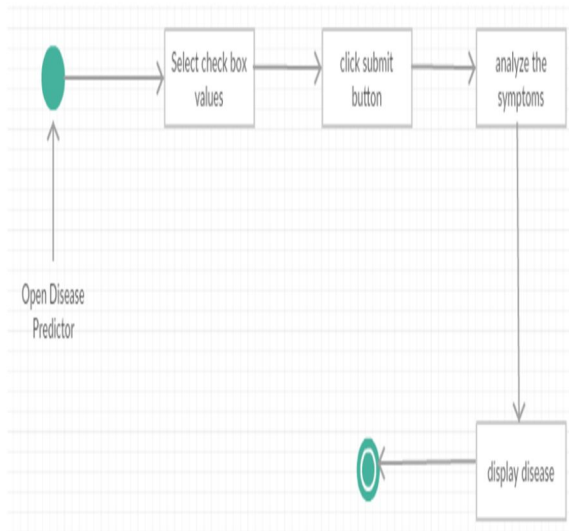 Select check box
values
click submit
button
analyze the
symptoms
Open Disease
Predictor
display disease